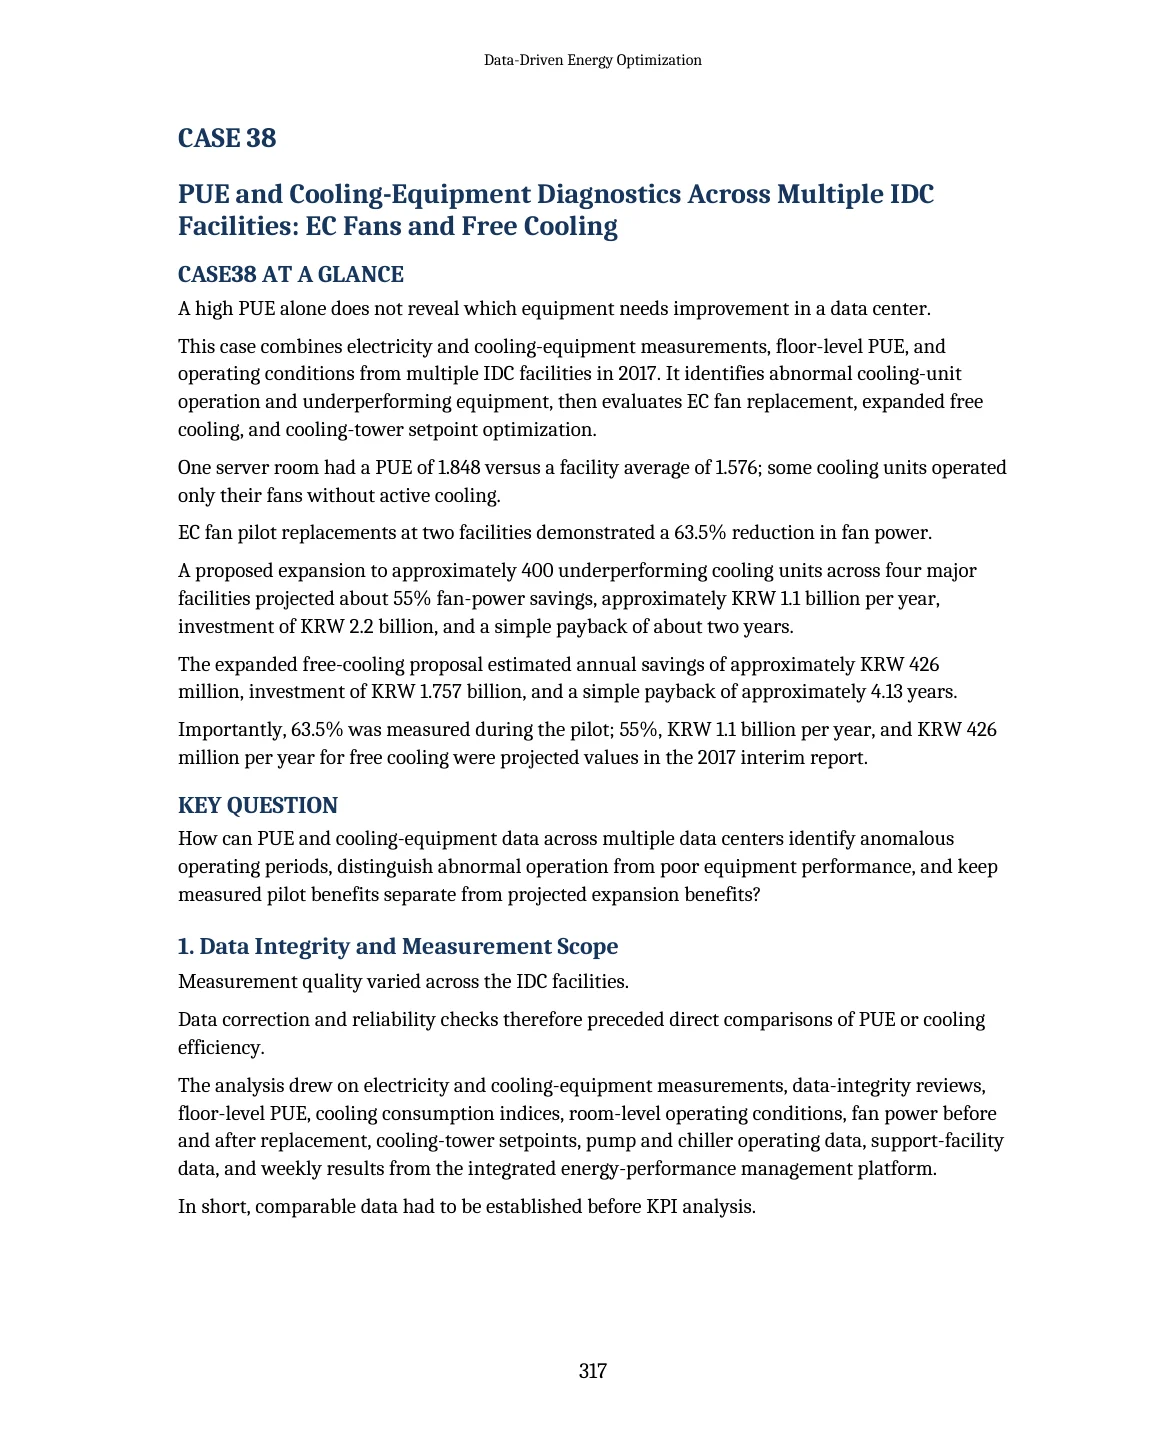 Data-Driven Energy Optimization
CASE 38
PUE and Cooling-Equipment Diagnostics Across Multiple IDC
Facilities: EC Fans and Free Cooling
CASE38 AT A GLANCE
A high PUE alone does not reveal which equipment needs improvement in a data center.
This case combines electricity and cooling-equipment measurements, floor-level PUE, and
operating conditions from multiple IDC facilities in 2017. It identifies abnormal cooling-unit
operation and underperforming equipment, then evaluates EC fan replacement, expanded free
cooling, and cooling-tower setpoint optimization.
One server room had a PUE of 1.848 versus a facility average of 1.576; some cooling units operated
only their fans without active cooling.
EC fan pilot replacements at two facilities demonstrated a 63.5% reduction in fan power.
A proposed expansion to approximately 400 underperforming cooling units across four major
facilities projected about 55% fan-power savings, approximately KRW 1.1 billion per year,
investment of KRW 2.2 billion, and a simple payback of about two years.
The expanded free-cooling proposal estimated annual savings of approximately KRW 426
million, investment of KRW 1.757 billion, and a simple payback of approximately 4.13 years.
Importantly, 63.5% was measured during the pilot; 55%, KRW 1.1 billion per year, and KRW 426
million per year for free cooling were projected values in the 2017 interim report.
KEY QUESTION
How can PUE and cooling-equipment data across multiple data centers identify anomalous
operating periods, distinguish abnormal operation from poor equipment performance, and keep
measured pilot benefits separate from projected expansion benefits?
1. Data Integrity and Measurement Scope
Measurement quality varied across the IDC facilities.
Data correction and reliability checks therefore preceded direct comparisons of PUE or cooling
efficiency.
The analysis drew on electricity and cooling-equipment measurements, data-integrity reviews,
floor-level PUE, cooling consumption indices, room-level operating conditions, fan power before
and after replacement, cooling-tower setpoints, pump and chiller operating data, support-facility
data, and weekly results from the integrated energy-performance management platform.
In short, comparable data had to be established before KPI analysis.
317